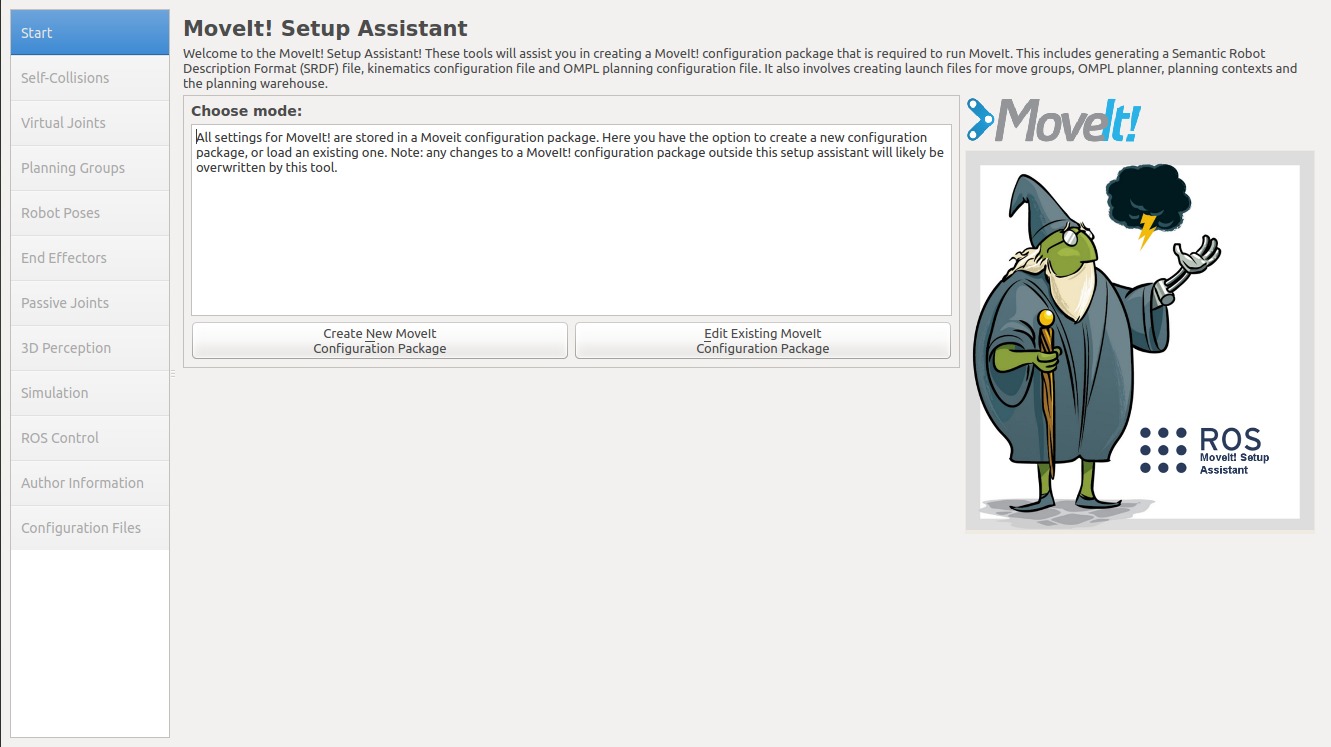 Start
Self-Collisions
Virtual Joints
Planning Groups
Robot Poses
End Effectors
Passive Joints
3D Perception
Simulation
ROS Control
Author Information
Configuration Files
MoveIt! Setup Assistant
Welcome to the MoveIt! Setup Assistant! These tools will assist you in creating a MoveIt! configuration package that is required to run MoveIt. This includes generating a Semantic Robot
Description Format (SRDF) file, kinematics configuration file and OMPL planning configuration file. It also involves creating launch files for move groups, OMPL planner, planning contexts and
the planning warehouse.
Choose mode:
All settings for MoveIt! are stored in a Moveit configuration package. Here you have the option to create a new configuration
package, or load an existing one. Note: any changes to a MoveIt! configuration package outside this setup assistant will likely be
overwritten by this tool.
Create New MoveIt
Configuration Package
Edit Existing MoveIt
Configuration Package
MoveIt!
ROS
MoveIt! Setup
Assistant